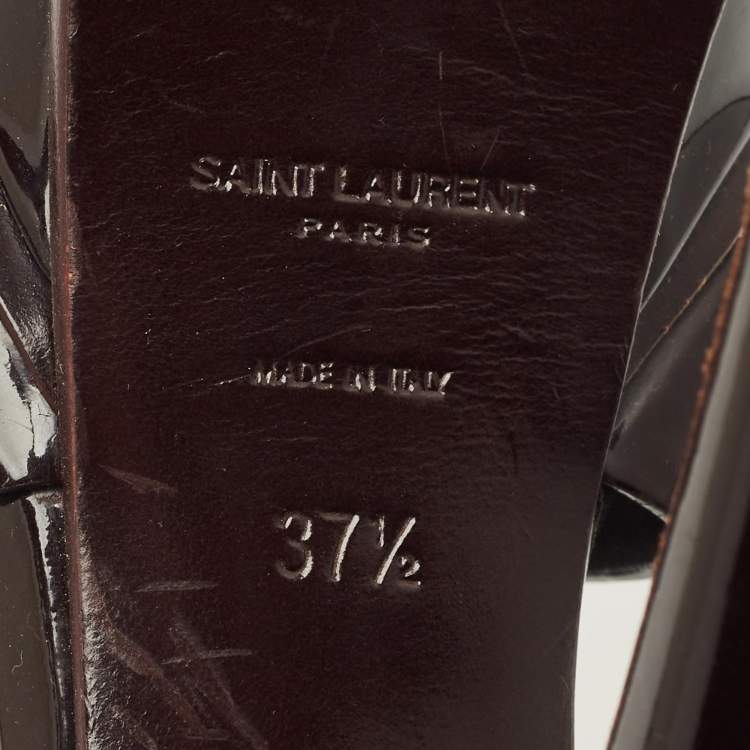 SAINT LAURENT
PARIS
MADE IN ITALY
37½